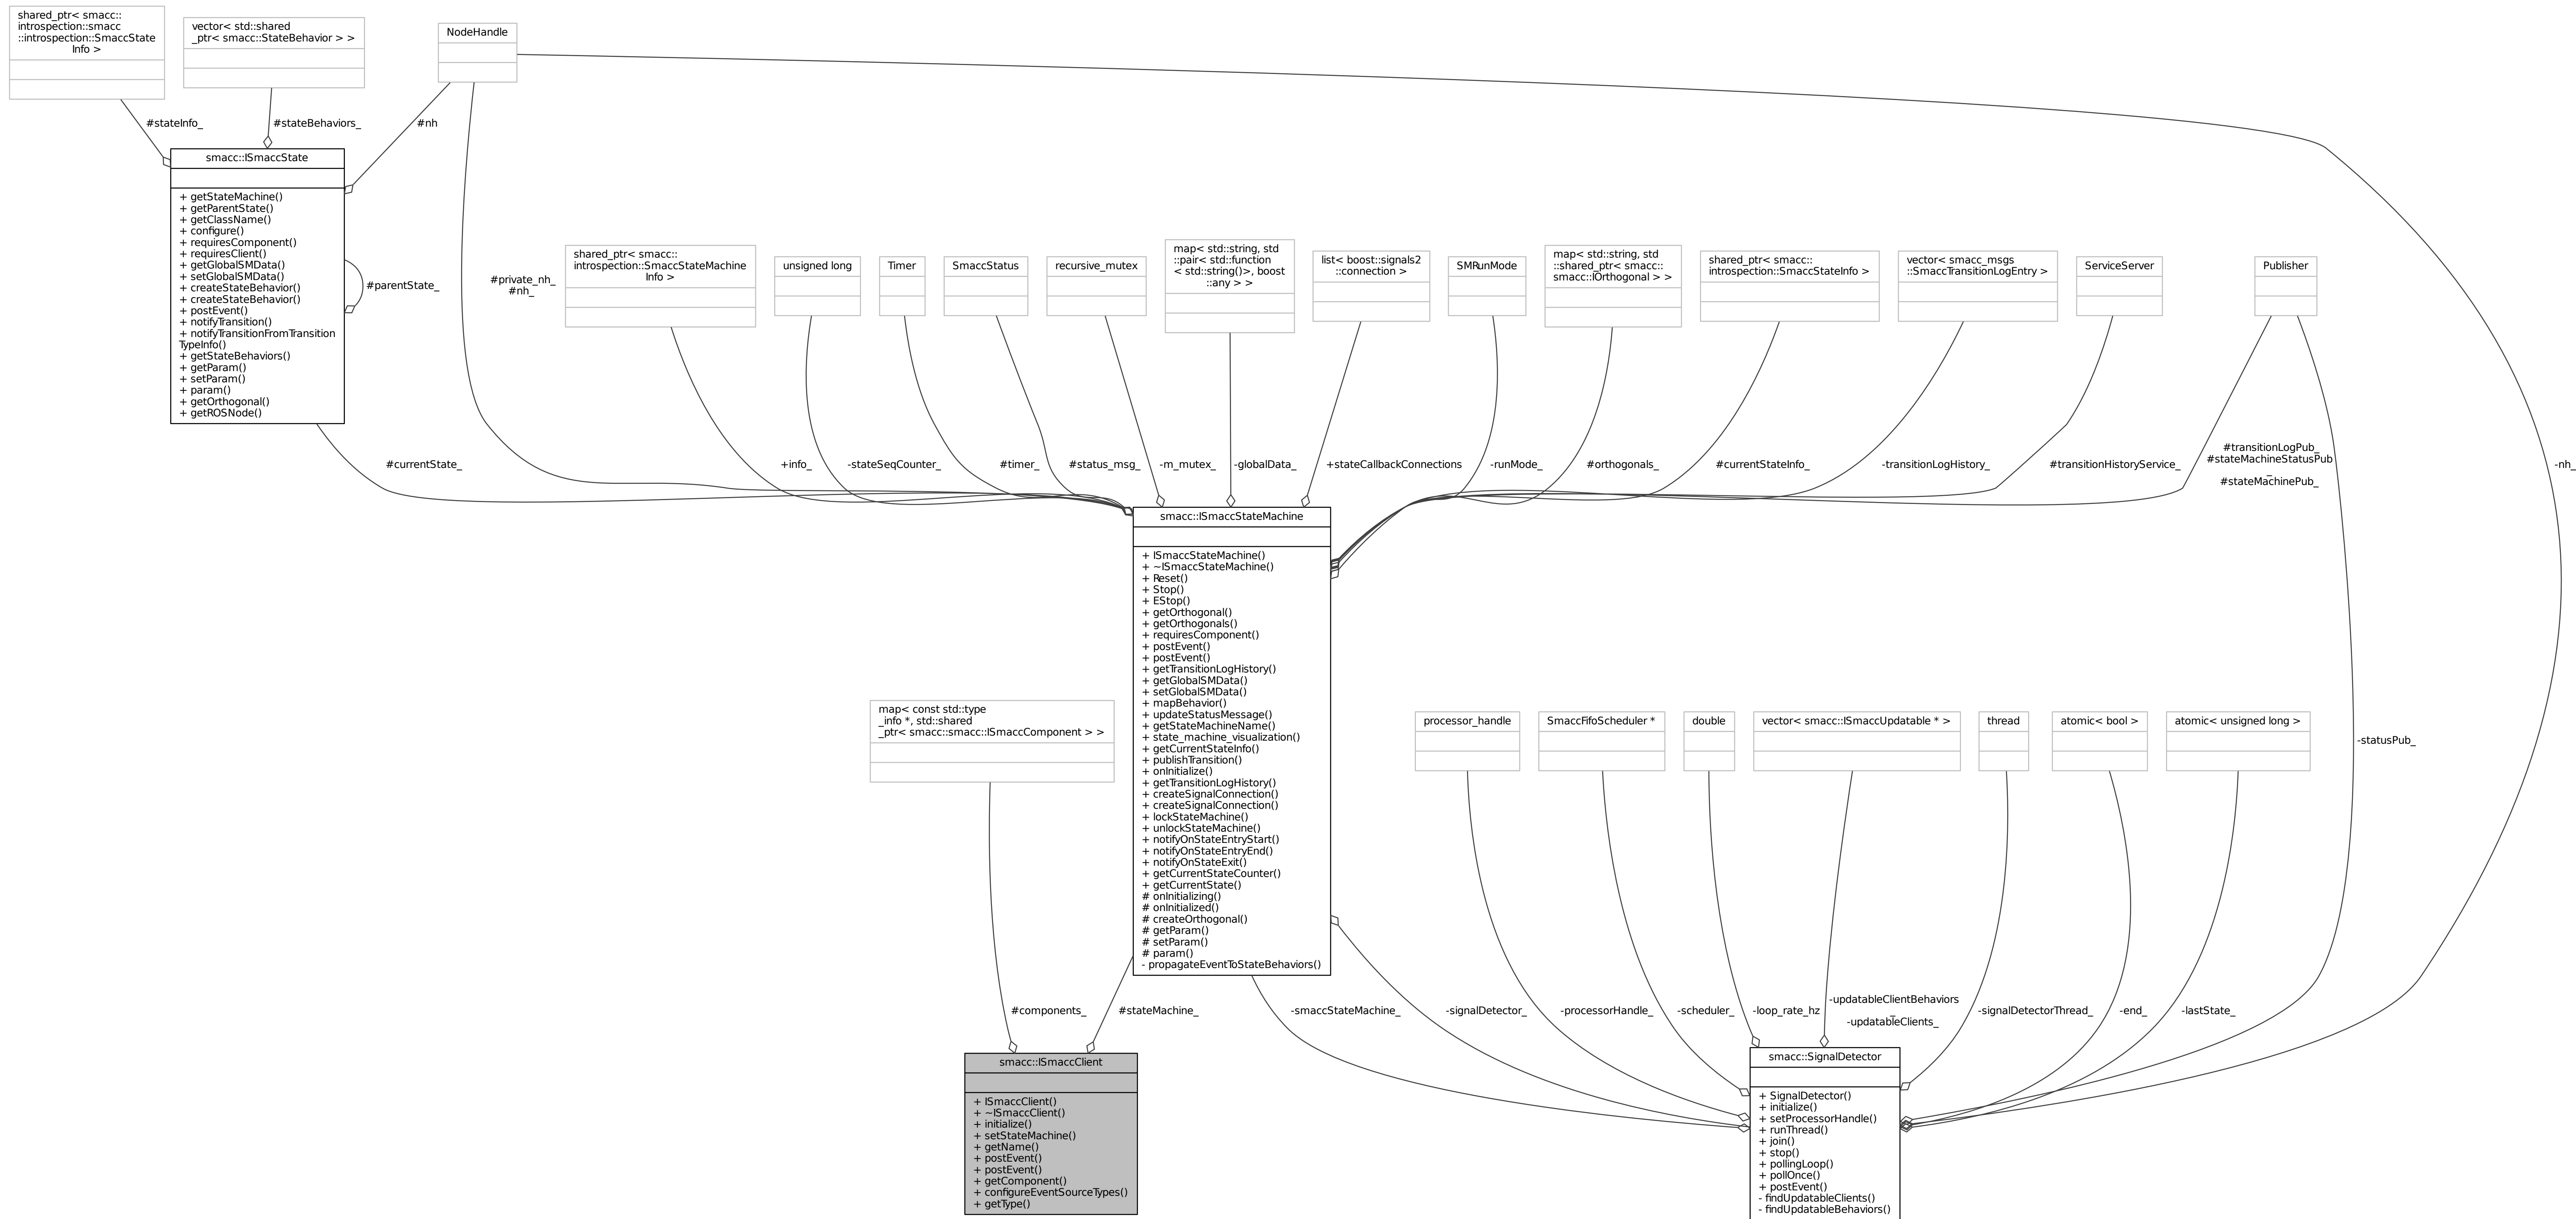 shared_ptr< smacc::
introspection::smacc
::introspection::SmaccState
Info >
vector< std::shared
_ptr< smacc::StateBehavior > >
NodeHandle
#stateInfo_
#stateBehaviors_
#nh
smacc::ISmaccState
+ getStateMachine()
+ getParentState()
+ getClassName()
+ configure()
+ requiresComponent()
+ requiresClient()
+ getGlobalSMData()
+ setGlobalSMData()
+ createStateBehavior()
+ createStateBehavior()
+ postEvent()
+ notifyTransition()
+ notifyTransitionFromTransition
TypeInfo()
+ getStateBehaviors()
+ getParam()
+ setParam()
+ param()
+ getOrthogonal()
+ getROSNode()
#parentState_
#private_nh_
#nh_
shared_ptr< smacc::
introspection::SmaccStateMachine
Info >
unsigned long
Timer
SmaccStatus
recursive_mutex
map< std::string, std
::pair< std::function
< std::string()>, boost
::any > >
list< boost::signals2
::connection >
SMRunMode
map< std::string, std
::shared_ptr< smacc::
smacc::IOrthogonal > >
shared_ptr< smacc::
introspection::SmaccStateInfo >
vector< smacc_msgs
::SmaccTransitionLogEntry >
ServiceServer
Publisher
#currentState_
+info_
-stateSeqCounter_
#timer_
#status_msg_
-m_mutex_
-globalData_
+stateCallbackConnections
-runMode_
#orthogonals_
#currentStateInfo_
-transitionLogHistory_
#transitionHistoryService_
#transitionLogPub_
#stateMachineStatusPub
_
#stateMachinePub_
-nh_
smacc::ISmaccStateMachine
+ ISmaccStateMachine()
+ ~ISmaccStateMachine()
+ Reset()
+ Stop()
+ EStop()
+ getOrthogonal()
+ getOrthogonals()
+ requiresComponent()
+ postEvent()
+ postEvent()
+ getTransitionLogHistory()
+ getGlobalSMData()
+ setGlobalSMData()
+ mapBehavior()
+ updateStatusMessage()
+ getStateMachineName()
+ state_machine_visualization()
+ getCurrentStateInfo()
+ publishTransition()
+ onInitialize()
+ getTransitionLogHistory()
+ createSignalConnection()
+ createSignalConnection()
+ lockStateMachine()
+ unlockStateMachine()
+ notifyOnStateEntryStart()
+ notifyOnStateEntryEnd()
+ notifyOnStateExit()
+ getCurrentStateCounter()
+ getCurrentState()
# onInitializing()
# onInitialized()
# createOrthogonal()
# getParam()
# setParam()
# param()
- propagateEventToStateBehaviors()
map< const std::type
_info *, std::shared
_ptr< smacc::smacc::ISmaccComponent > >
processor_handle
SmaccFifoScheduler *
double
vector< smacc::ISmaccUpdatable * >
thread
atomic< bool >
atomic< unsigned long >
-statusPub_
#components_
#stateMachine_
-smaccStateMachine_
-signalDetector_
-processorHandle_
-scheduler_
-loop_rate_hz
-updatableClientBehaviors
_
-updatableClients_
-signalDetectorThread_
-end_
-lastState_
smacc::ISmaccClient
+ ISmaccClient()
+ ~ISmaccClient()
+ initialize()
+ setStateMachine()
+ getName()
+ postEvent()
+ postEvent()
+ getComponent()
+ configureEventSourceTypes()
+ getType()
smacc::SignalDetector
+ SignalDetector()
+ initialize()
+ setProcessorHandle()
+ runThread()
+ join()
+ stop()
+ pollingLoop()
+ pollOnce()
+ postEvent()
- findUpdatableClients()
- findUpdatableBehaviors()